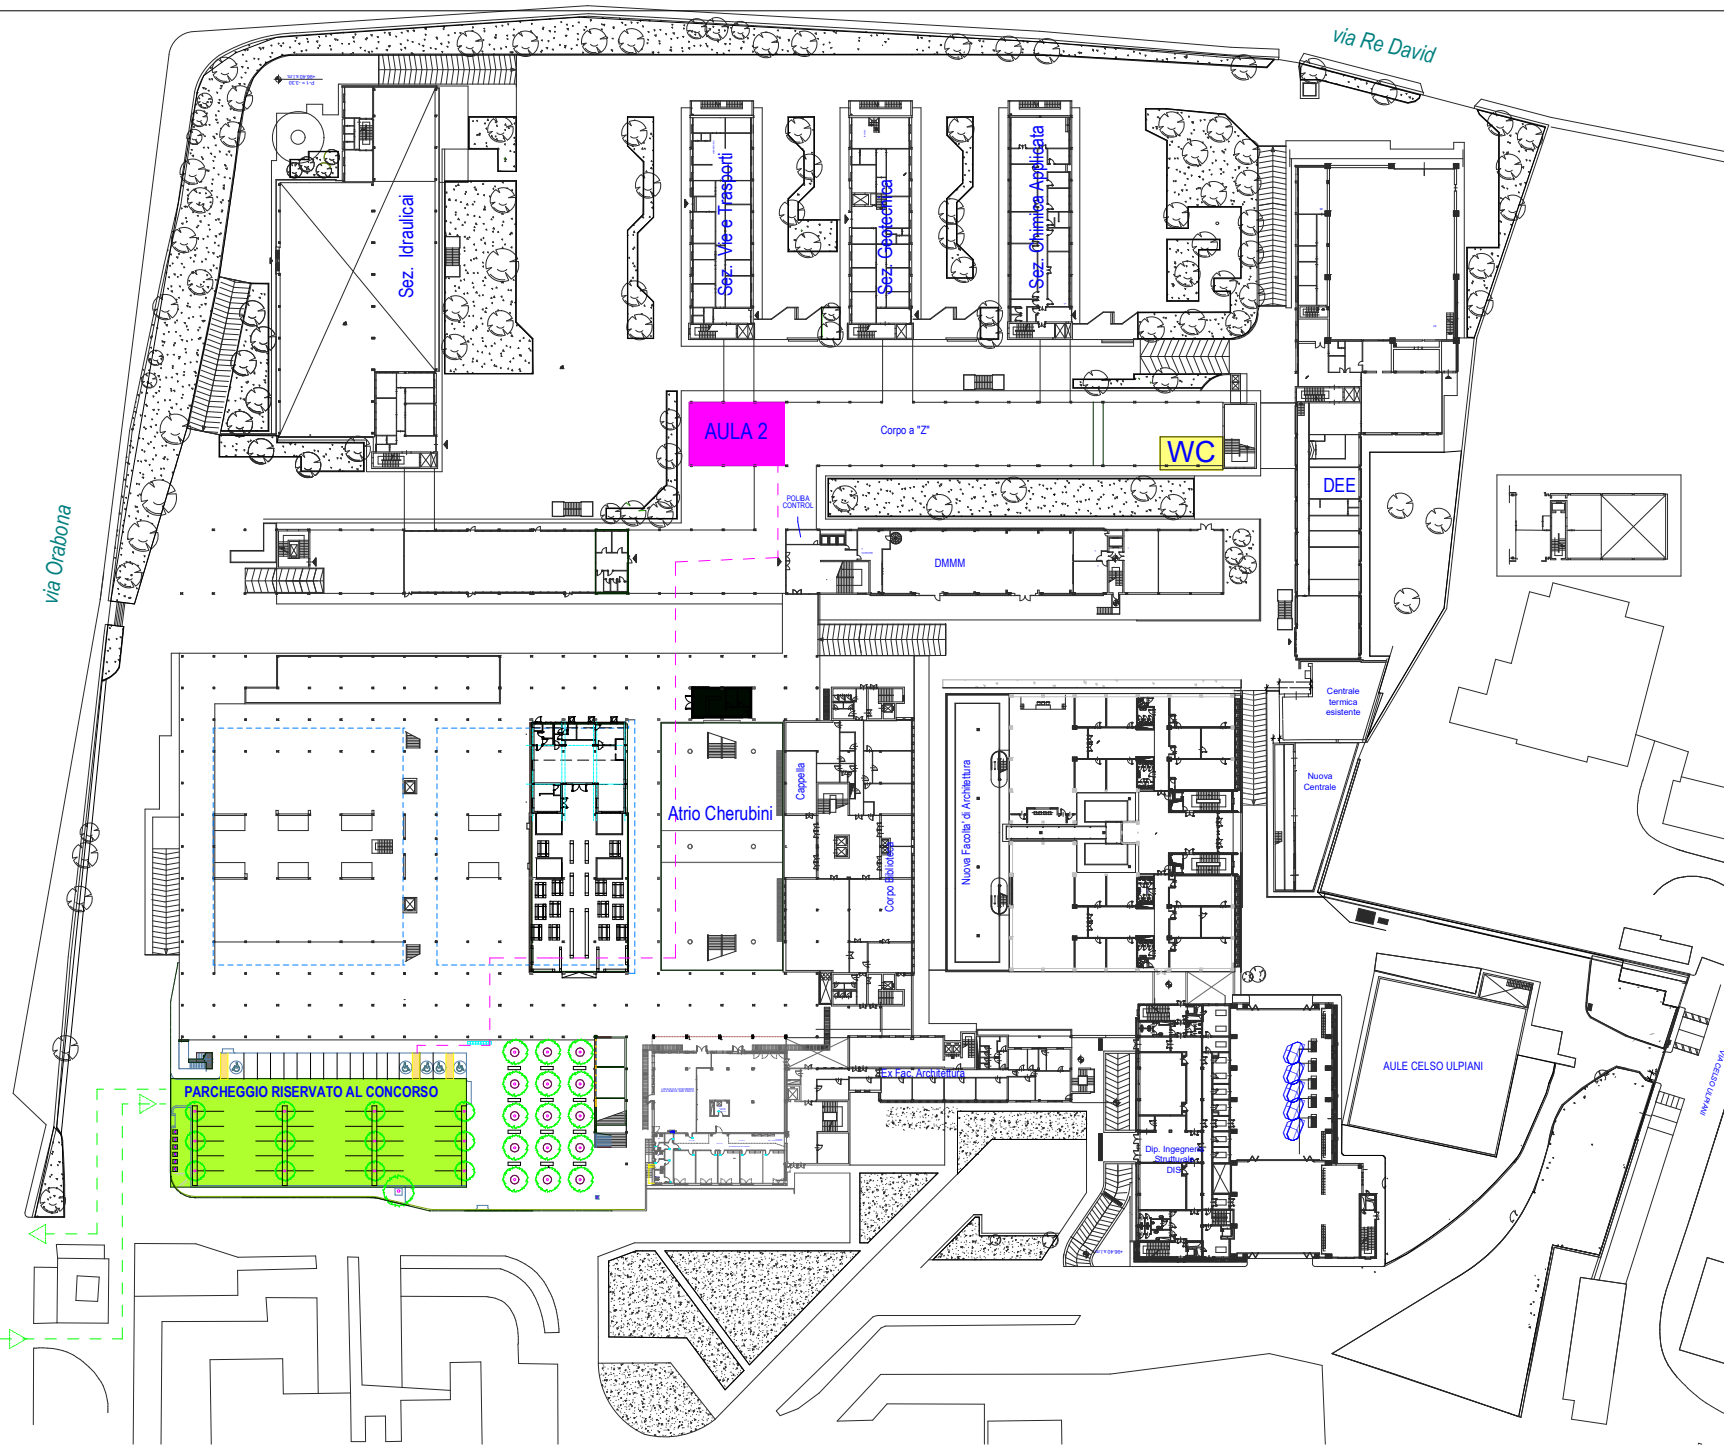 via Re David
via Orabona
Sez. Idraulicai
Sez. Vie e Trasporti
Sez. Geotecnica
Sez. Chimica Applicata
AULA 2
Corpo a "Z"
WC
DEE
POLIBA
CONTROL
DMMM
Centrale
termica
esistente
Nuova
Centrale
Cappella
Atrio Cherubini
Corpo Biblioteca
Nuova Facolta' di Architettura
Ex Fac. Architettura
AULE CELSO ULPIANI
VIA CELSO ULPIANI
PARCHEGGIO RISERVATO AL CONCORSO
Dip. Ingegneria
Strutturale
DIS